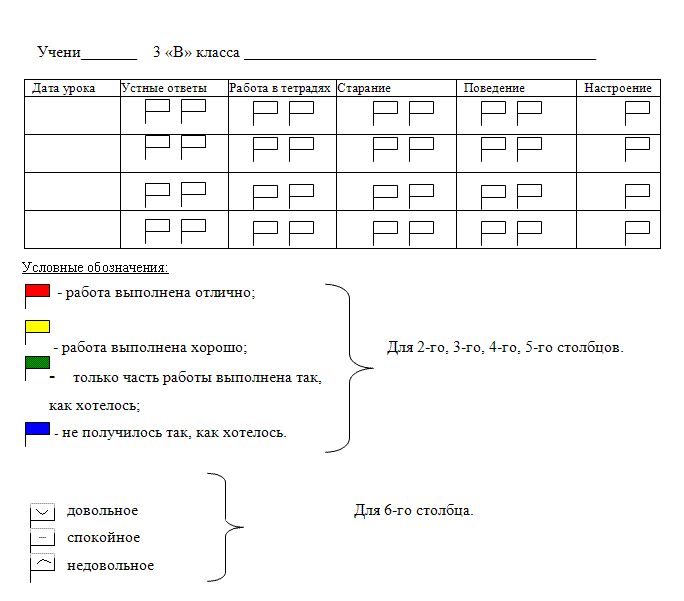 Учени_______ 3 «В» класса ____________________________________________
Дата урока Устные ответы Работа в тетрадях Старание Поведение Настроение
Условные обозначения:
- работа выполнена отлично;
- работа выполнена хорошо; Для 2-го, 3-го, 4-го, 5-го столбцов.
- только часть работы выполнена так,
как хотелось;
- не получилось так, как хотелось.
довольное Для 6-го столбца.
спокойное
недовольное